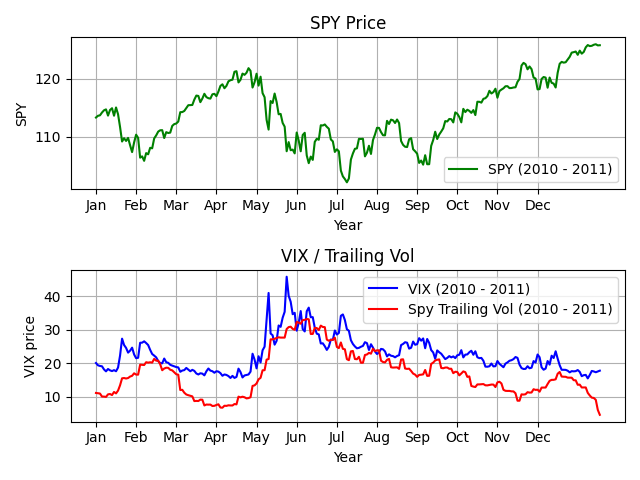 SPY Price
SPY
120
110
SPY (2010 - 2011)
Jan Feb Mar Apr May Jun Jul Aug Sep Oct Nov Dec
Year
VIX / Trailing Vol
VIX price
40
30
20
10
VIX (2010 - 2011)
Spy Trailing Vol (2010 - 2011)
Jan Feb Mar Apr May Jun Jul Aug Sep Oct Nov Dec
Year